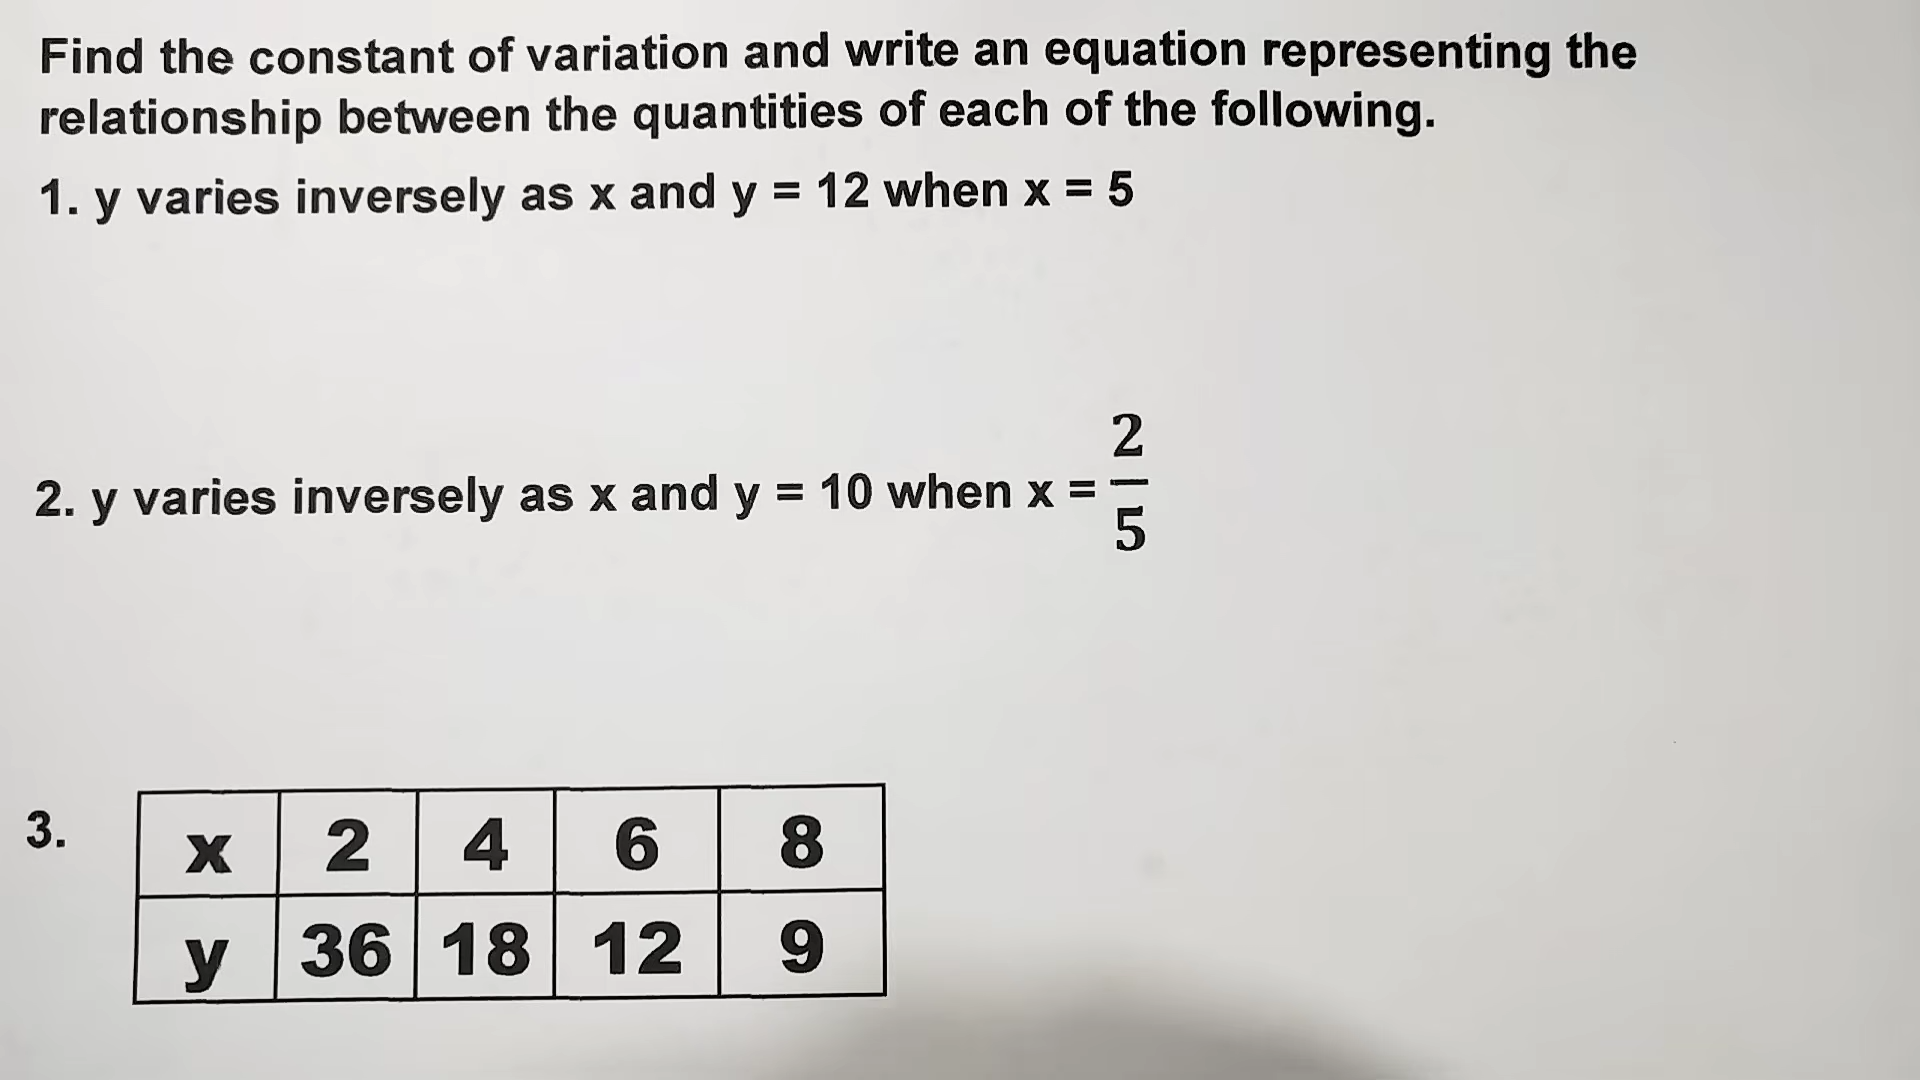 Find the constant of variation and write an equation representing the
relationship between the quantities of each of the following.
1. y varies inversely as x and y = 12 when x = 5
2. y varies inversely as x and y = 10 when x = 2/5
3.
x 2 4 6 8
y 36 18 12 9